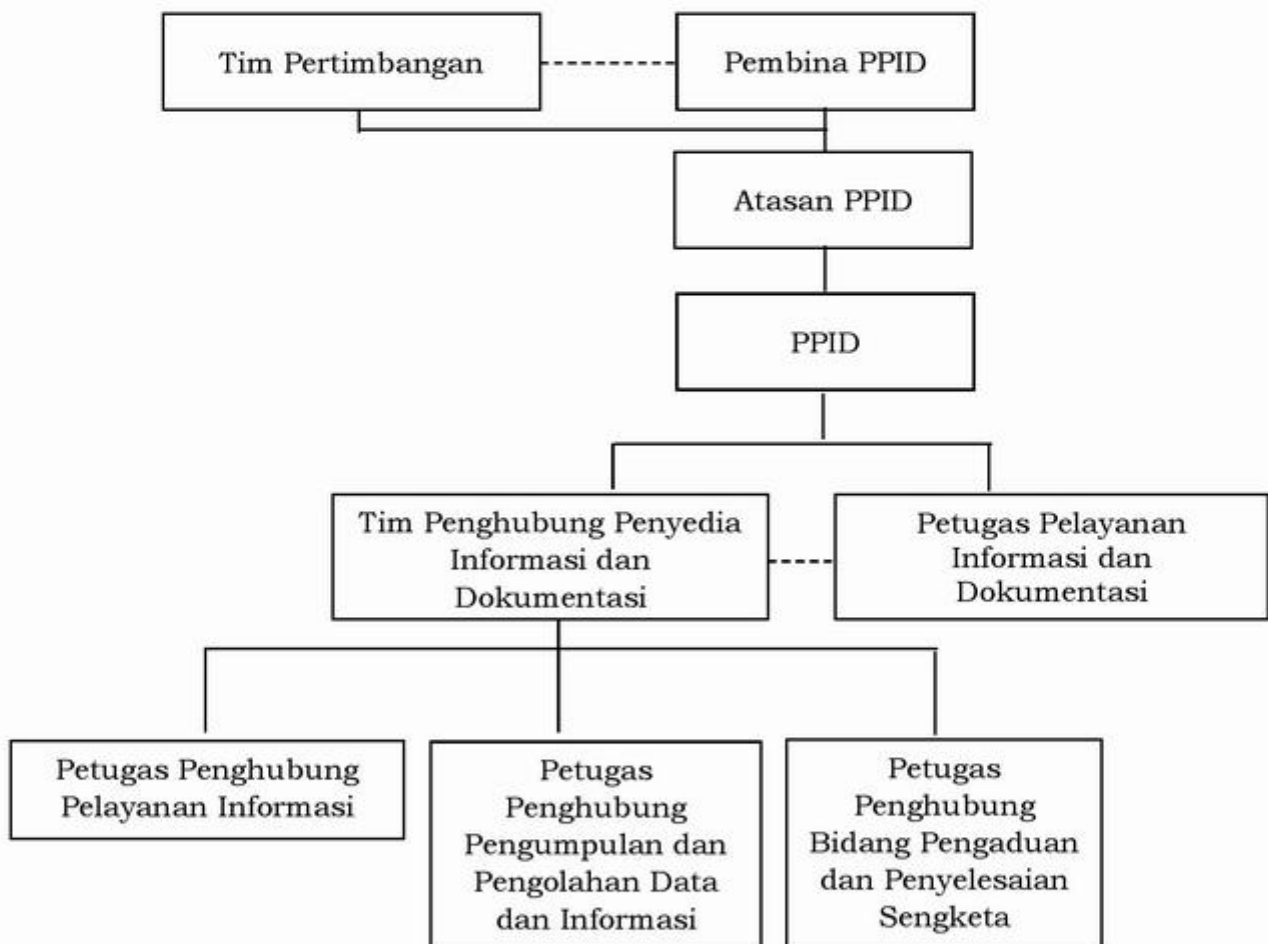 Tim Pertimbangan
Pembina PPID
Atasan PPID
PPID
Tim Penghubung Penyedia
Informasi dan
Dokumentasi
Petugas Pelayanan
Informasi dan
Dokumentasi
Petugas Penghubung
Pelayanan Informasi
Petugas
Penghubung
Pengumpulan dan
Pengolahan Data
dan Informasi
Petugas
Penghubung
Bidang Pengaduan
dan Penyelesaian
Sengketa